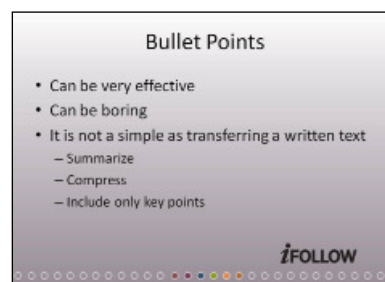 Bullet Points
• Can be very effective
• Can be boring
• It is not a simple as transferring a written text
– Summarize
– Compress
– Include only key points
iFOLLOW